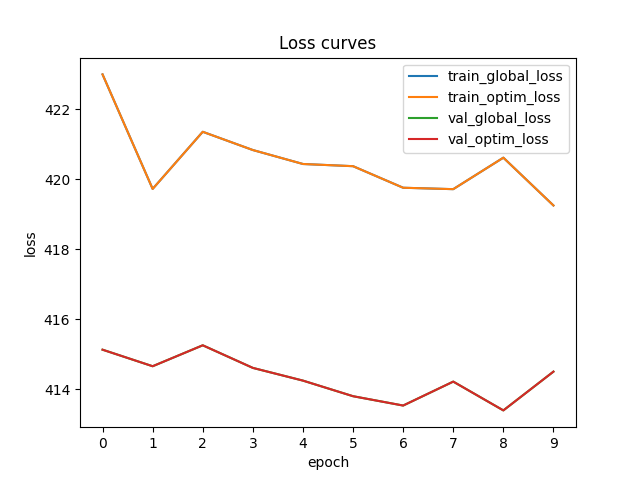 Loss curves
train_global_loss
train_optim_loss
val_global_loss
val_optim_loss
422
420
418
416
414
loss
0 1 2 3 4 5 6 7 8 9
epoch